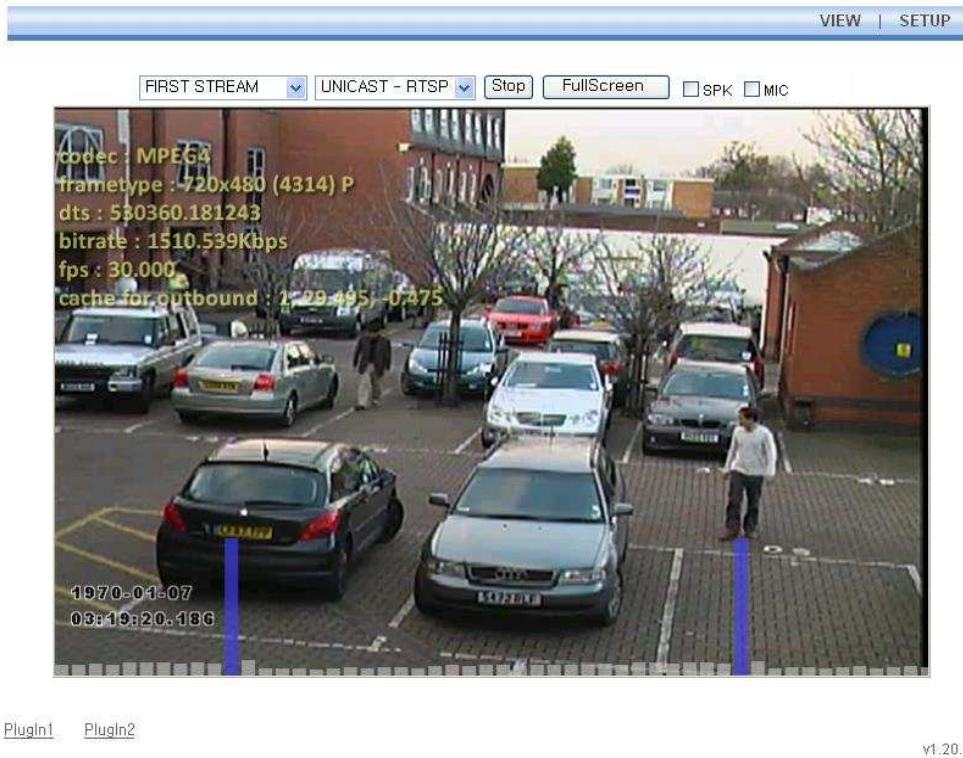 VIEW | SETUP
FIRST STREAM UNICAST - RTSP Stop FullScreen SPK MIC
codec : MPEG4
frametype : 720x480 (4314) P
dts : 530360.181243
bitrate : 1510.539Kbps
fps : 30.000
cache for outbound : 1, 29.495, -0.475
1970-01-07
03:19:20.186
PlugIn1 PlugIn2
v1.20.